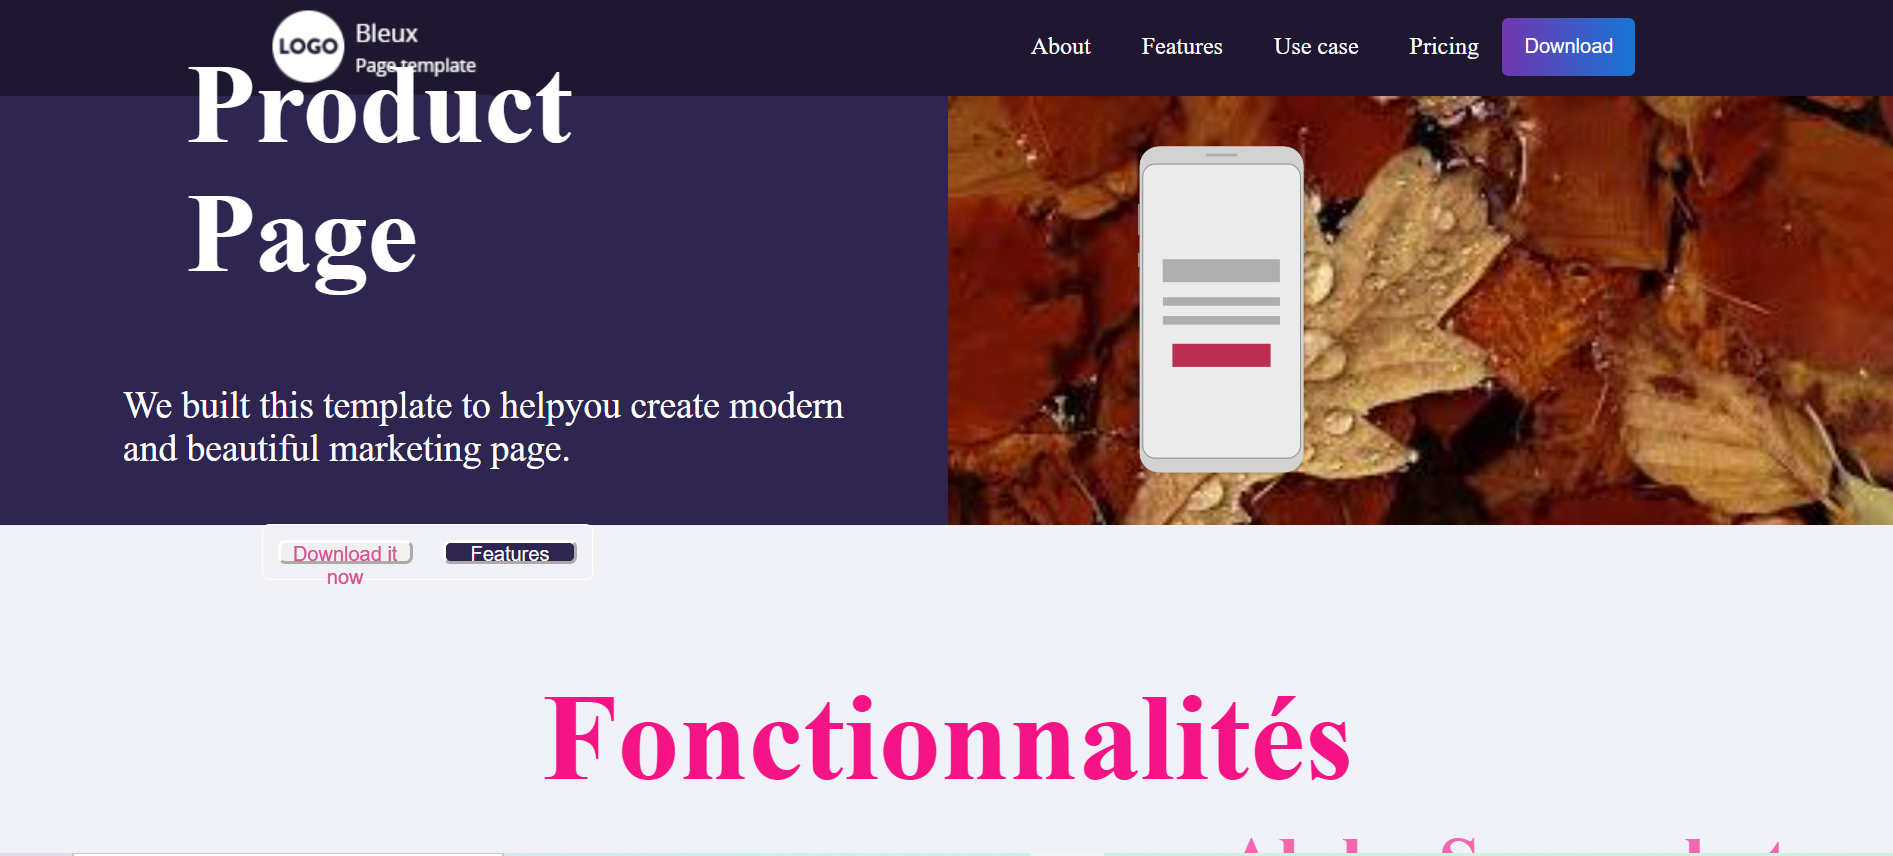 LOGO
Bleux
Page template
About
Features
Use case
Pricing
Download
Product
Page
We built this template to helpyou create modern
and beautiful marketing page.
Download it
now
Features
Fonctionnalités